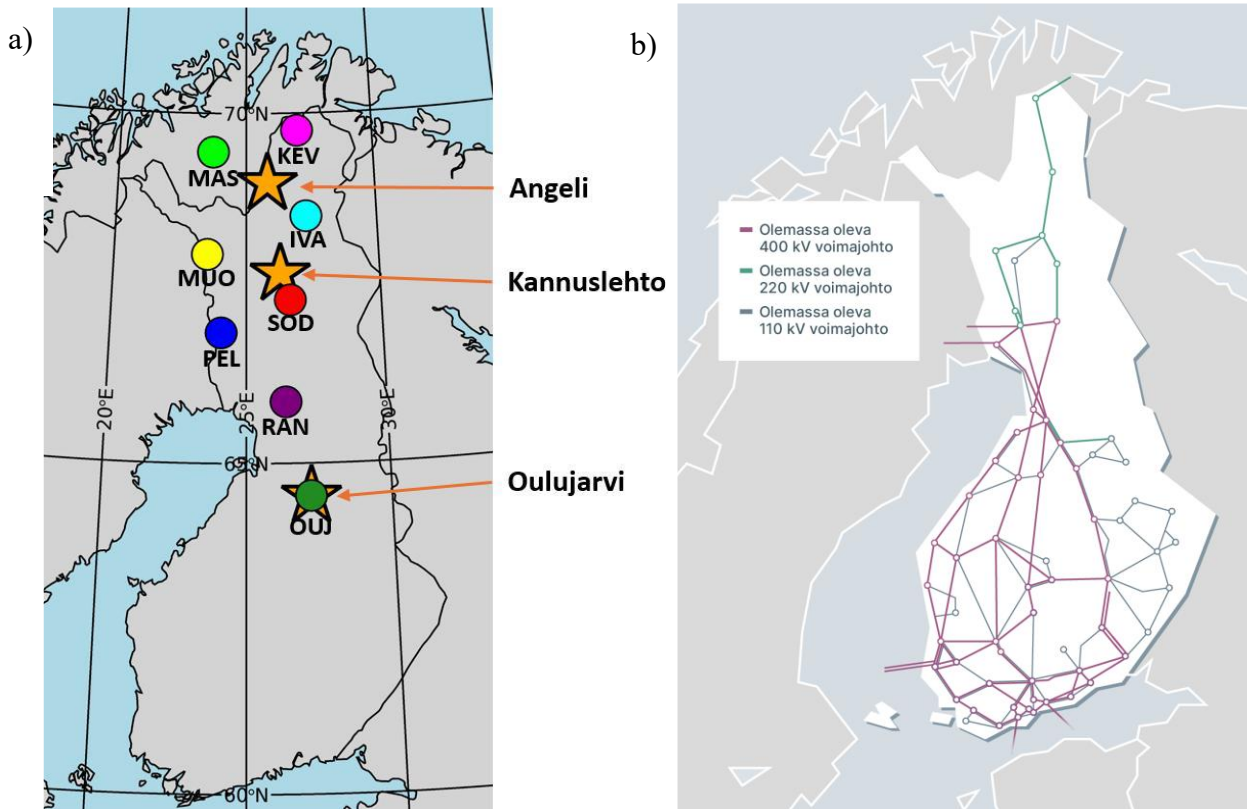 a)
70°N
KEV
MAS
Angeli
IVA
MUO
Kannuslehto
SOD
PEL
20°E
25°E
30°E
RAN
65°N
Oulujarvi
OUJ
60°N
b)
Olemassa oleva
400 kV voimajohto
Olemassa oleva
220 kV voimajohto
Olemassa oleva
110 kV voimajohto